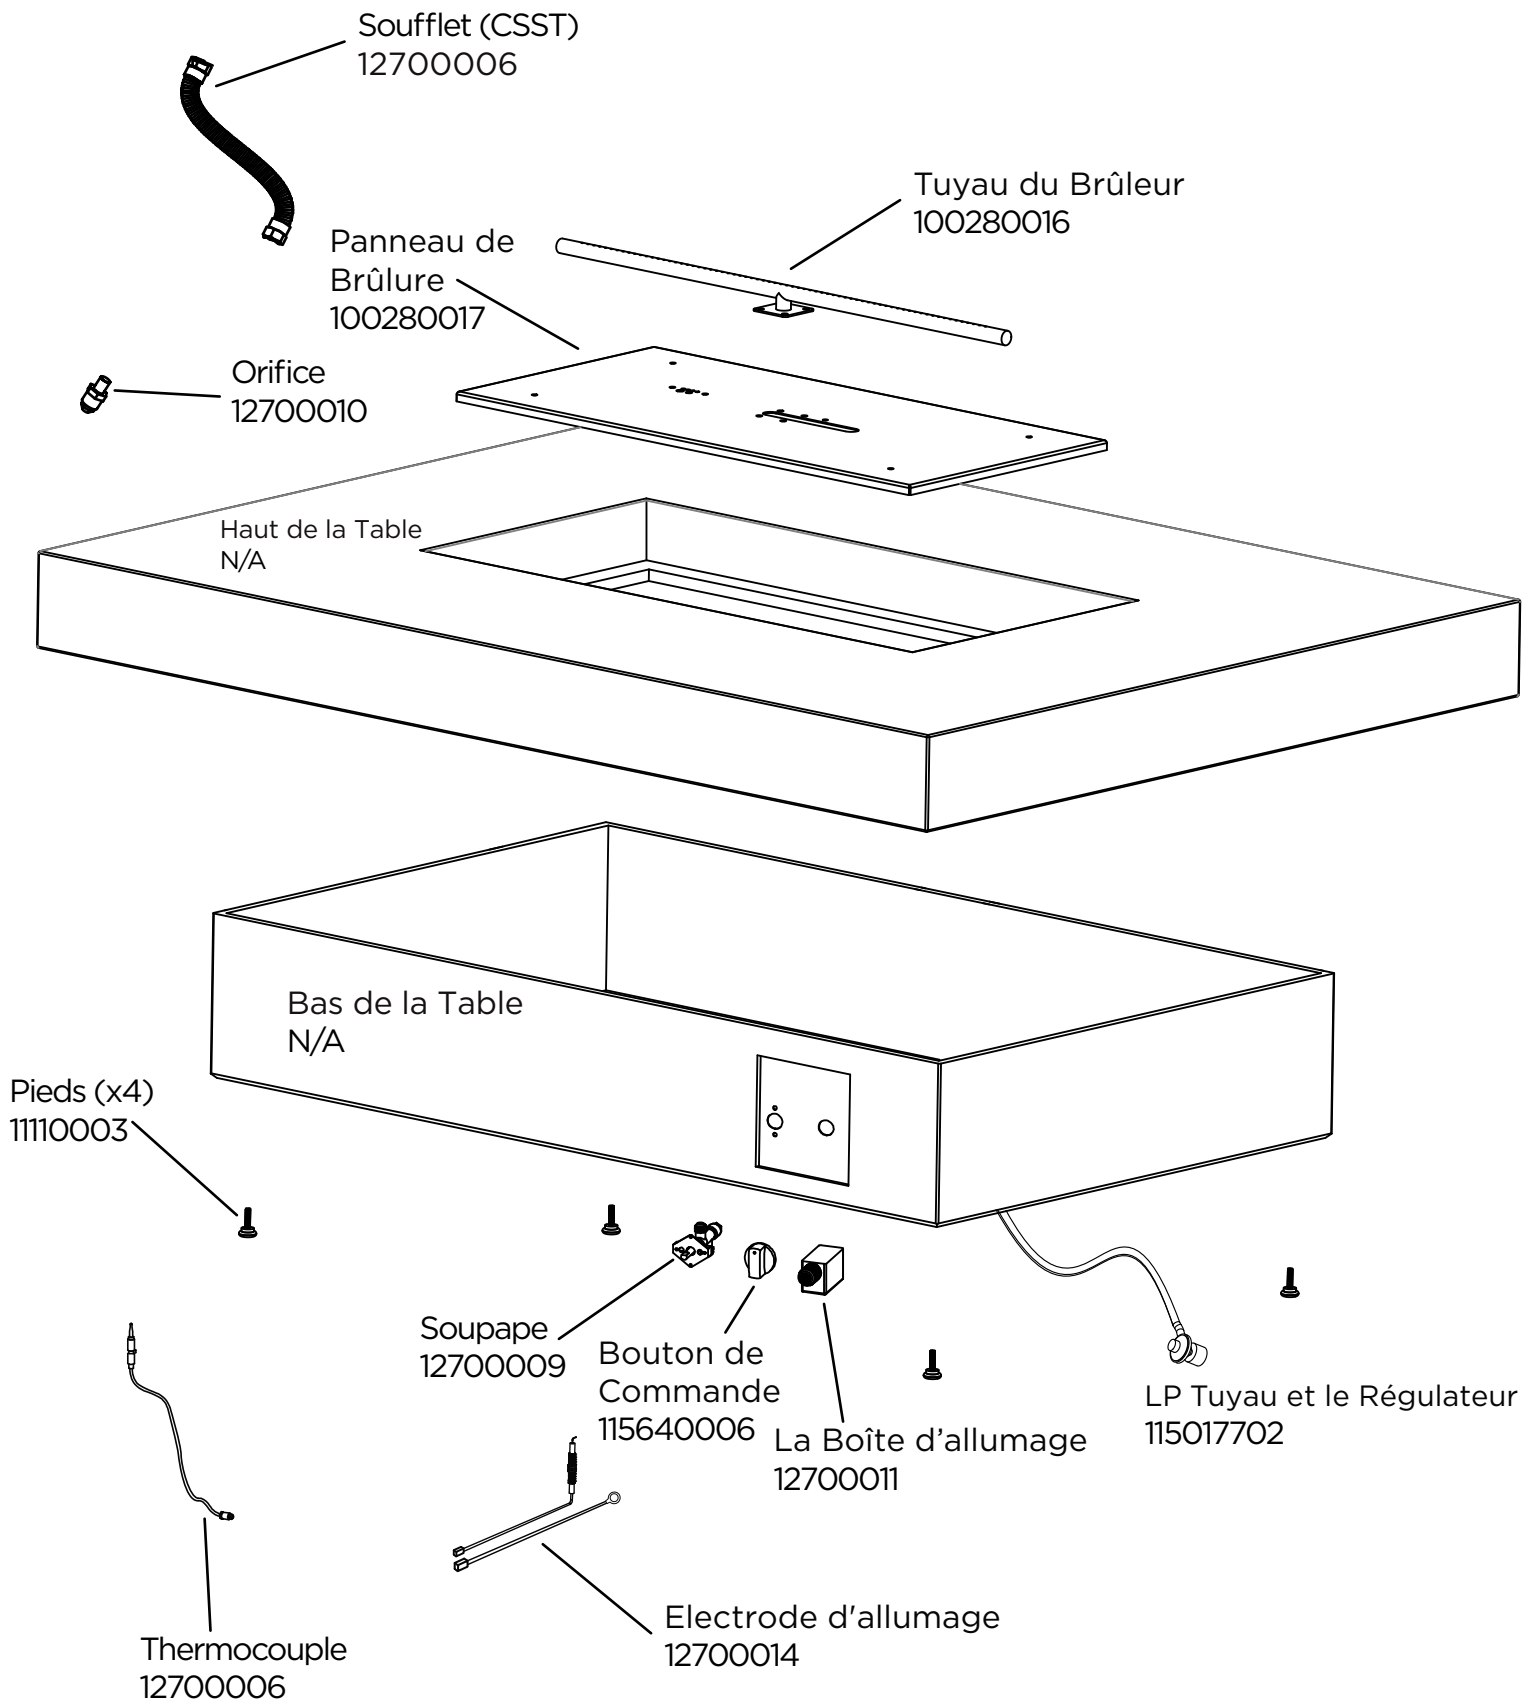 Soufflet (CSST)
12700006
Tuyau du Brûleur
100280016
Panneau de
Brûlure
100280017
Orifice
12700010
Haut de la Table
N/A
Bas de la Table
N/A
Pieds (x4)
11110003
Soupape
12700009
Bouton de
Commande
115640006
La Boîte d’allumage
12700011
LP Tuyau et le Régulateur
115017702
Electrode d'allumage
12700014
Thermocouple
12700006